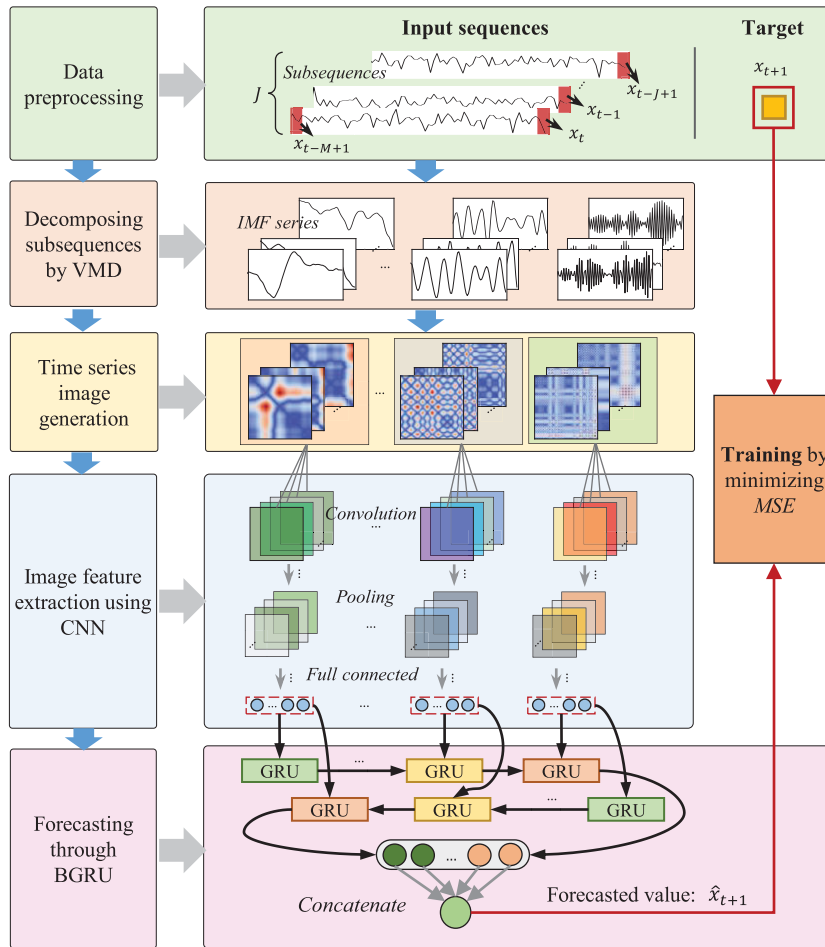 Input sequences
Target
Data
preprocessing
J
Subsequences
x_{t-J+1}
x_{t-1}
x_t
x_{t-M+1}
x_{t+1}
Decomposing
subsequences
by VMD
IMF series
...
Time series
image
generation
...
Training by
minimizing
MSE
Image feature
extraction using
CNN
Convolution
...
Pooling
...
Full connected
...
...
...
...
Forecasting
through
BGRU
...
GRU
GRU
GRU
...
GRU
GRU
GRU
...
Concatenate
Forecasted value: x̂_{t+1}